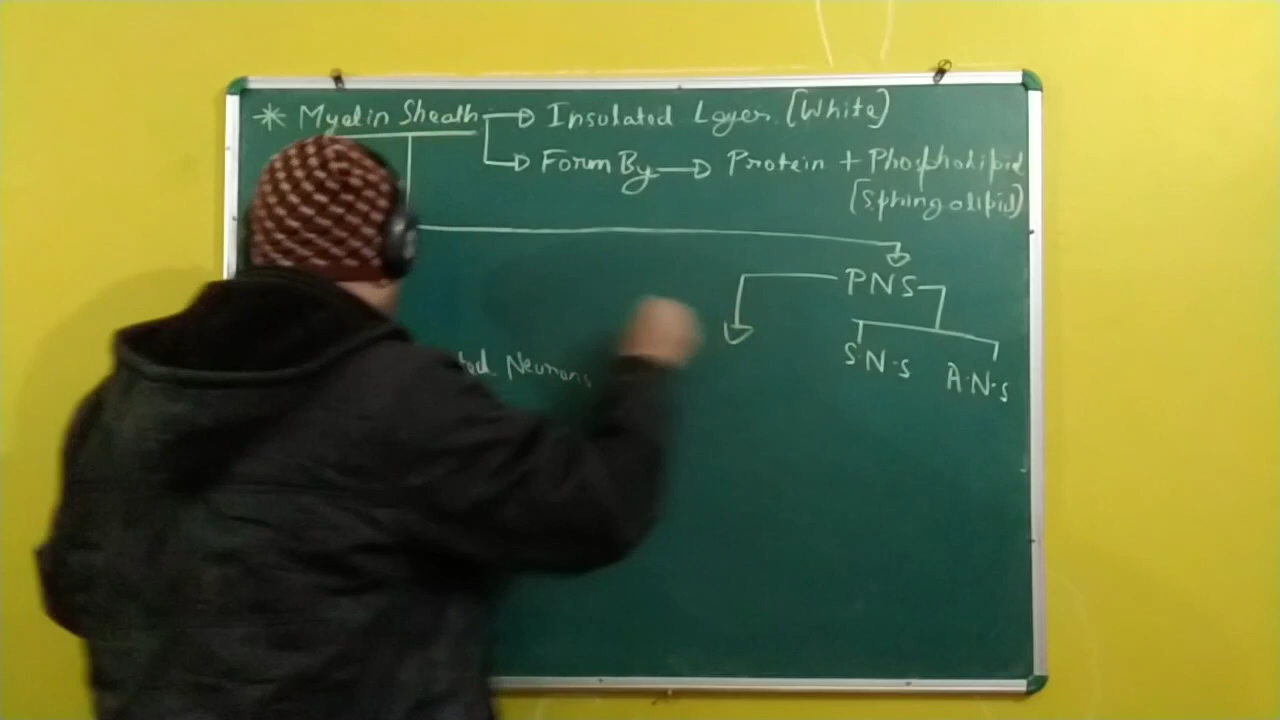 * Myelin Sheath → Insulated Layer [White]
→ Form By → Protein + Phospholipid
[Sphingolipid]
PNS
S.N.S
A.N.S
Neurons